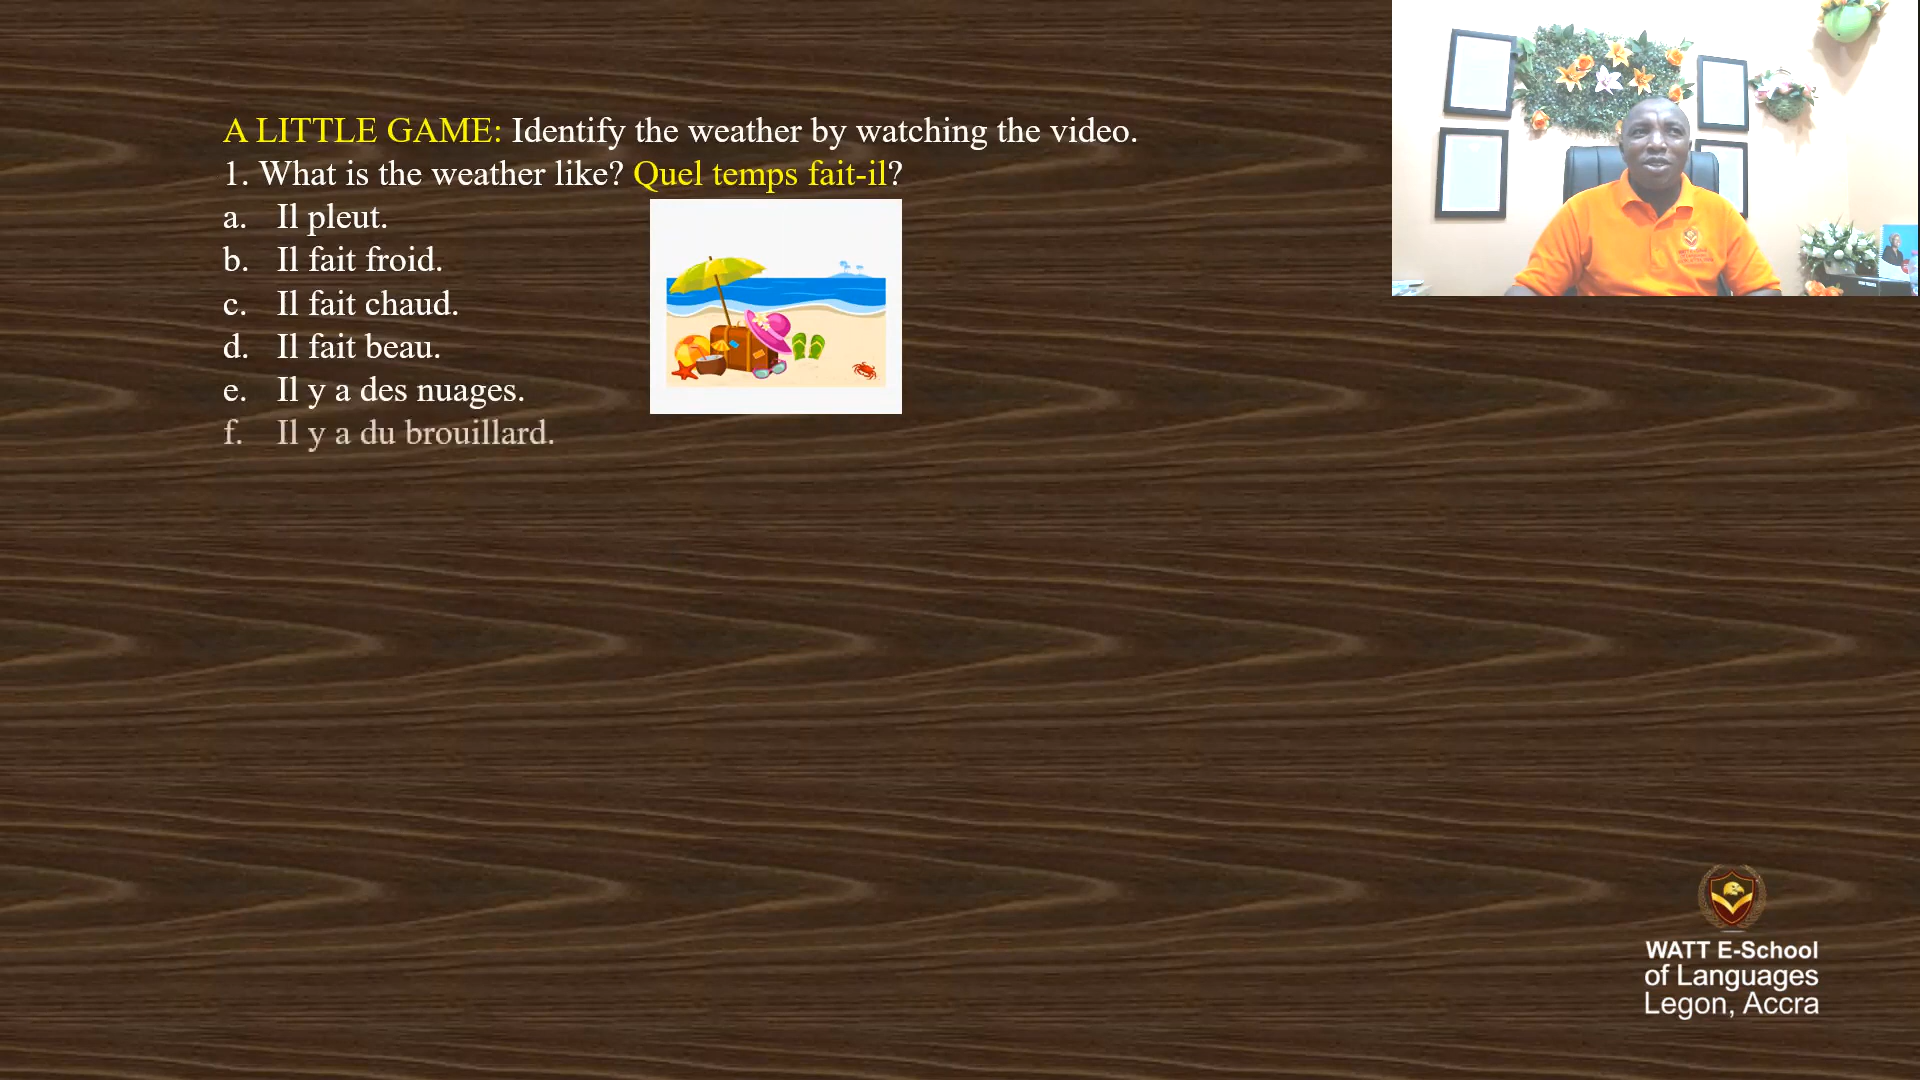 A LITTLE GAME: Identify the weather by watching the video.
1. What is the weather like? Quel temps fait-il?
a. Il pleut.
b. Il fait froid.
c. Il fait chaud.
d. Il fait beau.
e. Il y a des nuages.
f. Il y a du brouillard.
WATT E-School
of Languages
Legon, Accra